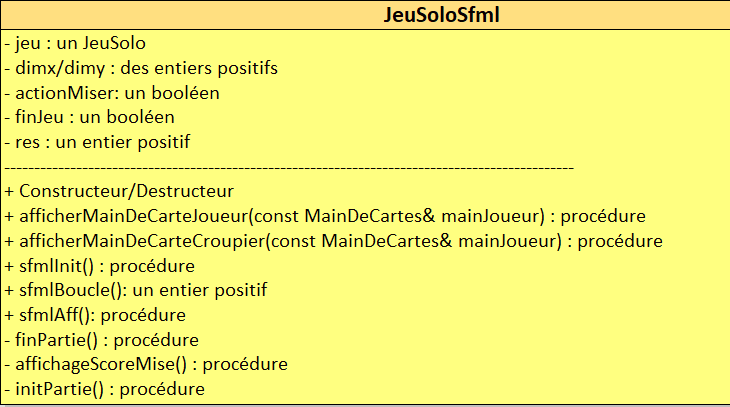 JeuSoloSfml
- jeu : un JeuSolo
- dimx/dimy : des entiers positifs
- actionMiser: un booléen
- finJeu : un booléen
- res : un entier positif
-----------------------------------------------------------------------------------------------
+ Constructeur/Destructeur
+ afficherMainDeCarteJoueur(const MainDeCartes& mainJoueur) : procédure
+ afficherMainDeCarteCroupier(const MainDeCartes& mainJoueur) : procédure
+ sfmlInit() : procédure
+ sfmlBoucle(): un entier positif
+ sfmlAff(): procédure
- finPartie() : procédure
- affichageScoreMise() : procédure
- initPartie() : procédure